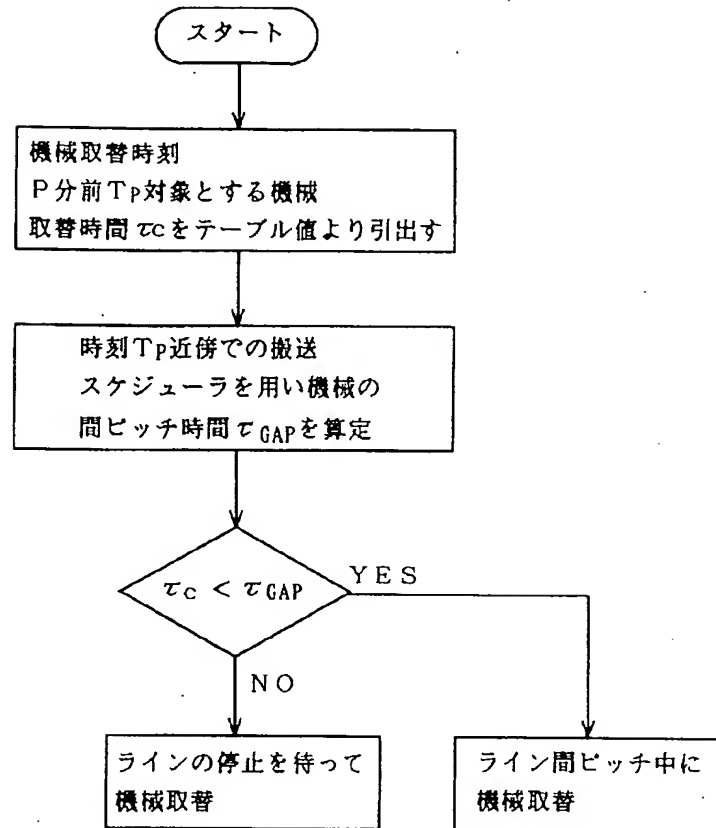 スタート
機械取替時刻
P分前TP対象とする機械
取替時間τCをテーブル値より引出す
時刻TP近傍での搬送
スケジューラを用い機械の
間ピッチ時間τGAPを算定
τC < τGAP
YES
NO
ラインの停止を待って
機械取替
ライン間ピッチ中に
機械取替